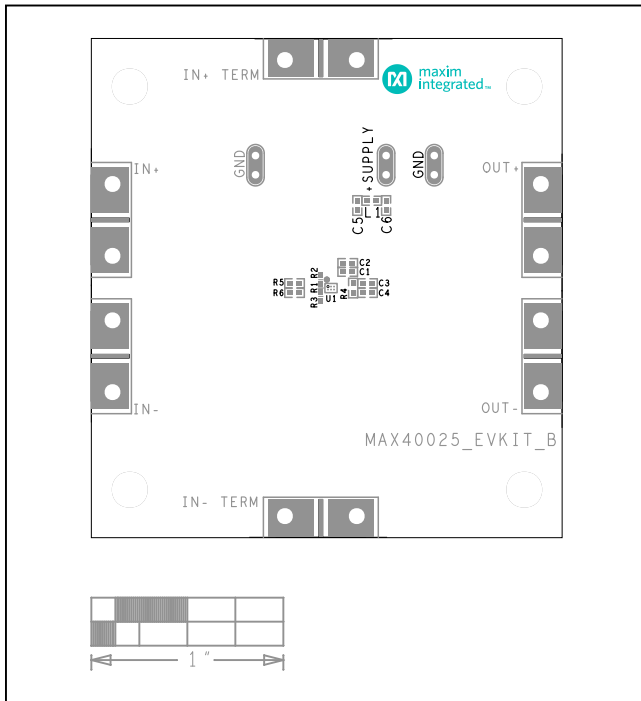 IN+ TERM
maxim
integrated™
IN+
GND
+SUPPLY
GND
OUT+
C5
L1
C6
C2
C1
R2
R5
R1
R6
R3
U1
R4
C3
C4
IN-
OUT-
MAX40025_EVKIT_B
IN- TERM
1"